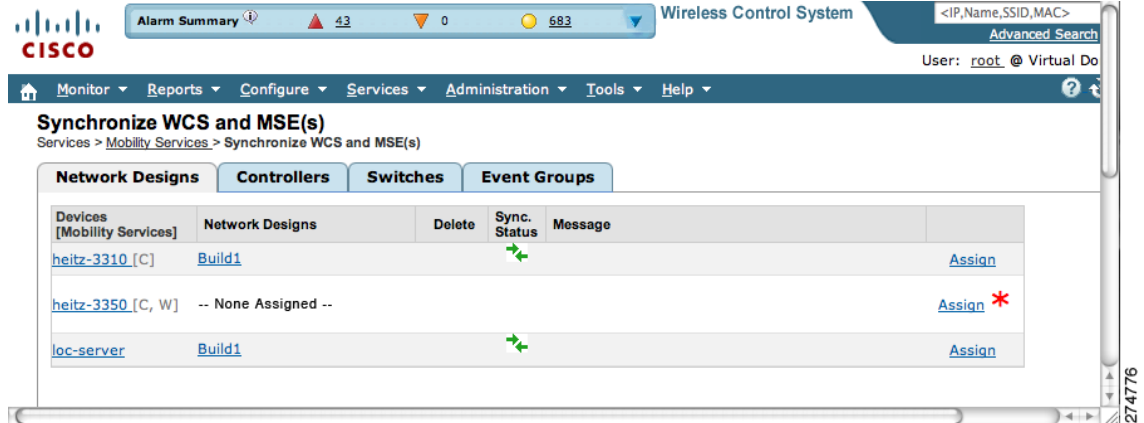 Alarm Summary 43 0 683
Wireless Control System
<IP,Name,SSID,MAC>
Advanced Search
CISCO
User: root @ Virtual Do
Monitor Reports Configure Services Administration Tools Help ?
Synchronize WCS and MSE(s)
Services > Mobility Services > Synchronize WCS and MSE(s)
Network Designs Controllers Switches Event Groups
Devices
[Mobility Services] Network Designs Delete Sync.
Status Message
heitz-3310 [C] Build1 Assign
heitz-3350 [C, W] -- None Assigned -- Assign *
loc-server Build1 Assign
274776